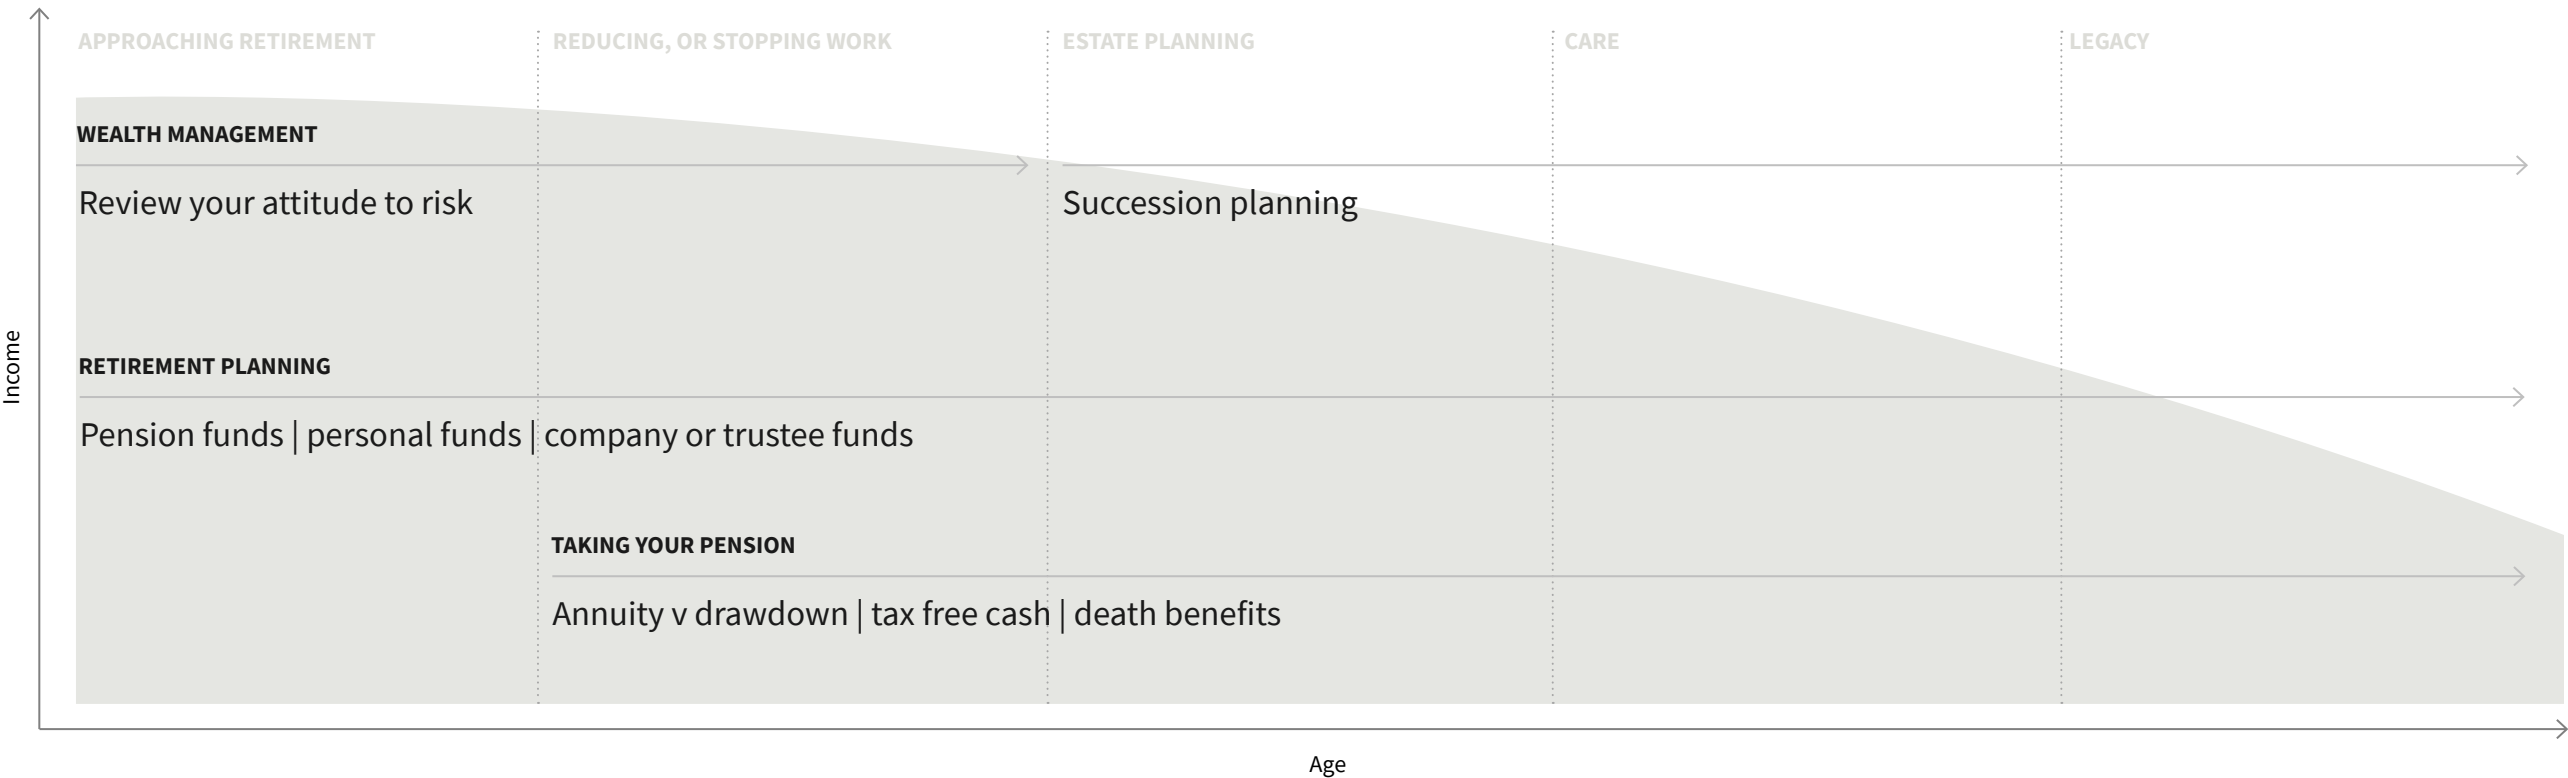 APPROACHING RETIREMENT
REDUCING, OR STOPPING WORK
ESTATE PLANNING
CARE
LEGACY
WEALTH MANAGEMENT
Review your attitude to risk
Succession planning
Income
RETIREMENT PLANNING
Pension funds | personal funds | company or trustee funds
TAKING YOUR PENSION
Annuity v drawdown | tax free cash | death benefits
Age